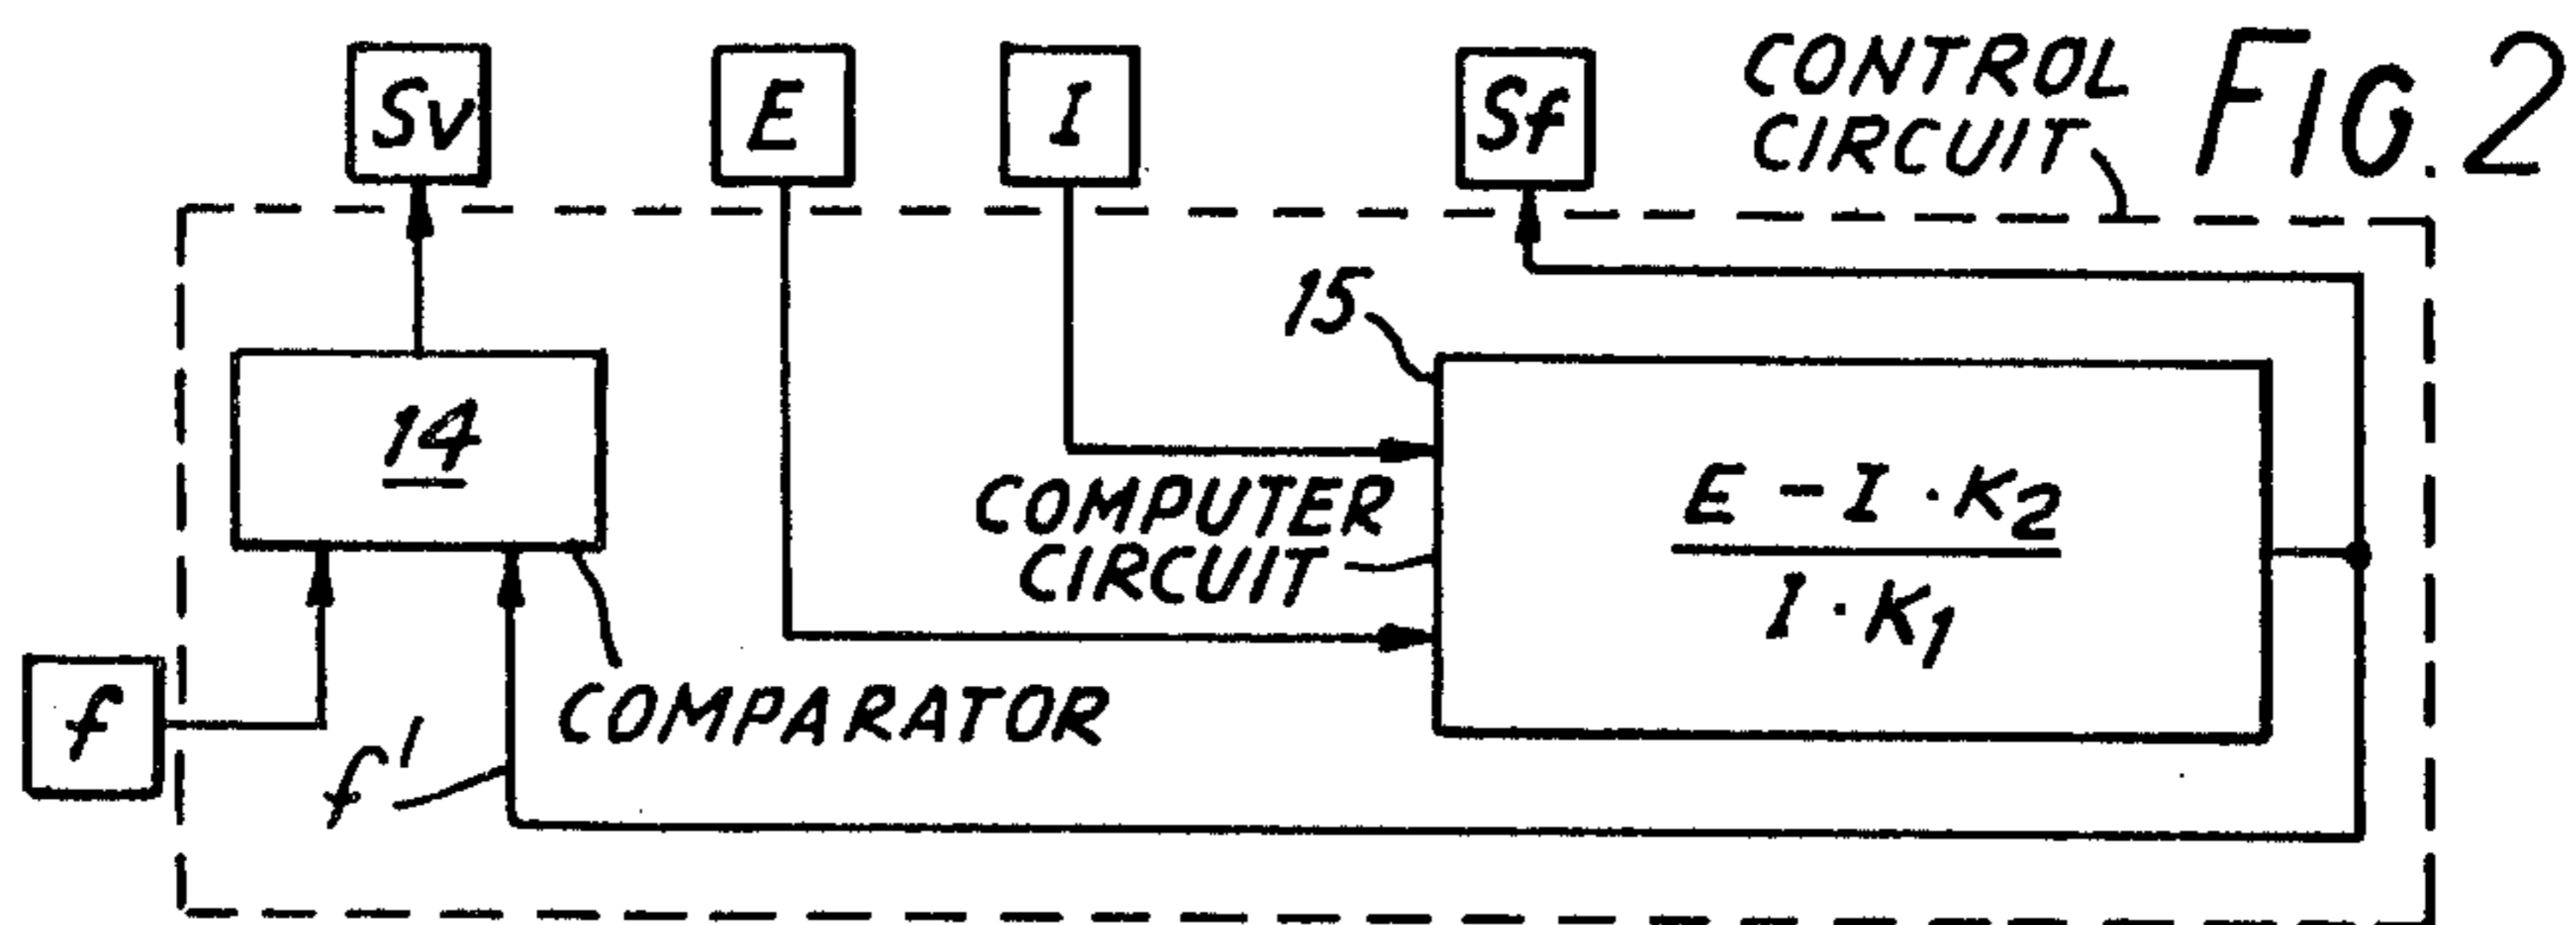 Sv
E
I
Sf
CONTROL
CIRCUIT
FIG. 2
15
14
COMPUTER
CIRCUIT
E - I · K2
I · K1
f
f'
COMPARATOR